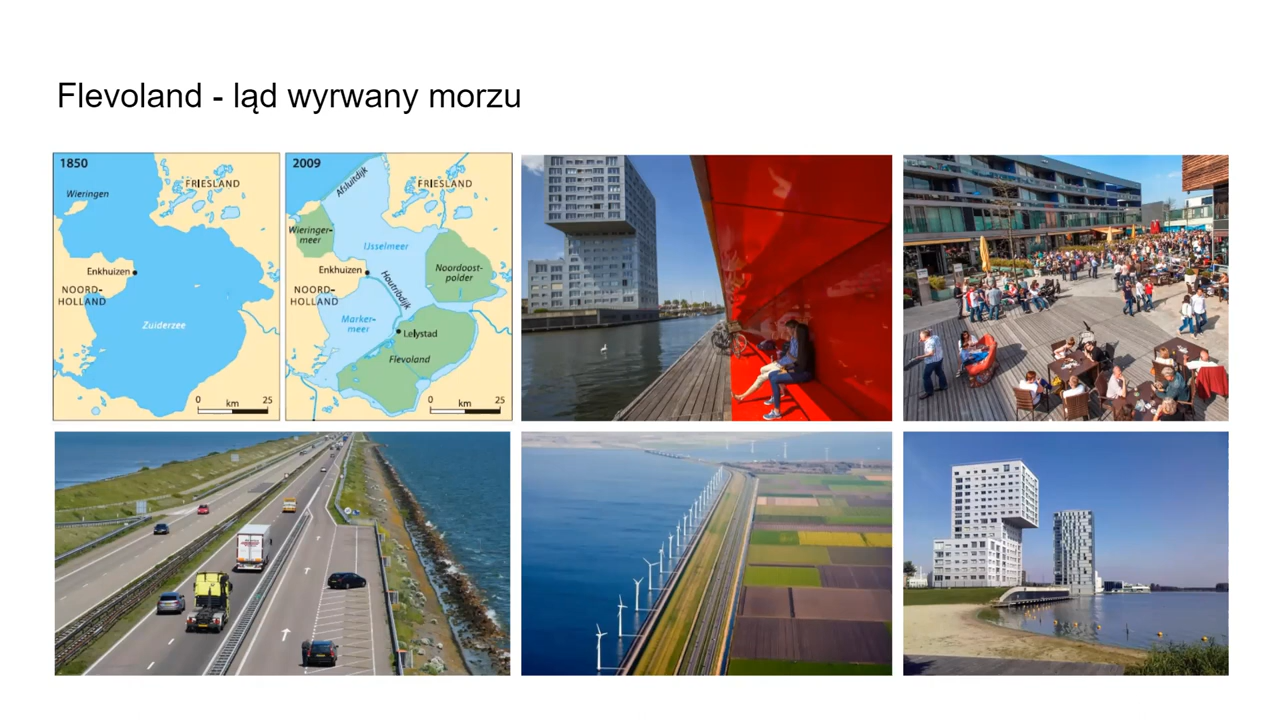 Flevoland - ląd wyrwany morzu
1850
Wieringen
FRIESLAND
Enkhuizen
NOORD-
HOLLAND
Zuiderzee
0 25
km
2009
Afsluitdijk
FRIESLAND
Wieringer-
meer
IJsselmeer
Enkhuizen
Noordoost-
polder
NOORD-
HOLLAND
Houtribdijk
Marker-
meer
Lelystad
Flevoland
0 25
km